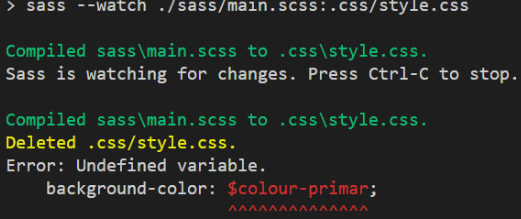 > sass --watch ./sass/main.scss:.css/style.css
Compiled sass\main.scss to .css\style.css.
Sass is watching for changes. Press Ctrl-C to stop.
Compiled sass\main.scss to .css\style.css.
Deleted .css/style.css.
Error: Undefined variable.
background-color: $colour-primar;
^^^^^^^^^^^^^^